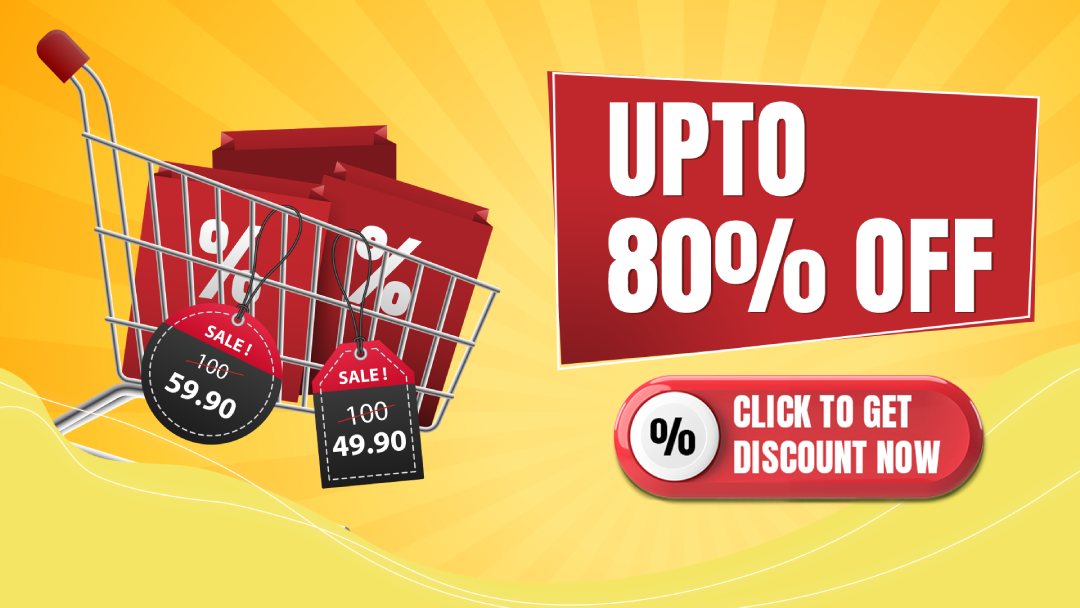 UPTO
80% OFF
%
%
SALE!
100
59.90
SALE!
100
49.90
%
CLICK TO GET
DISCOUNT NOW